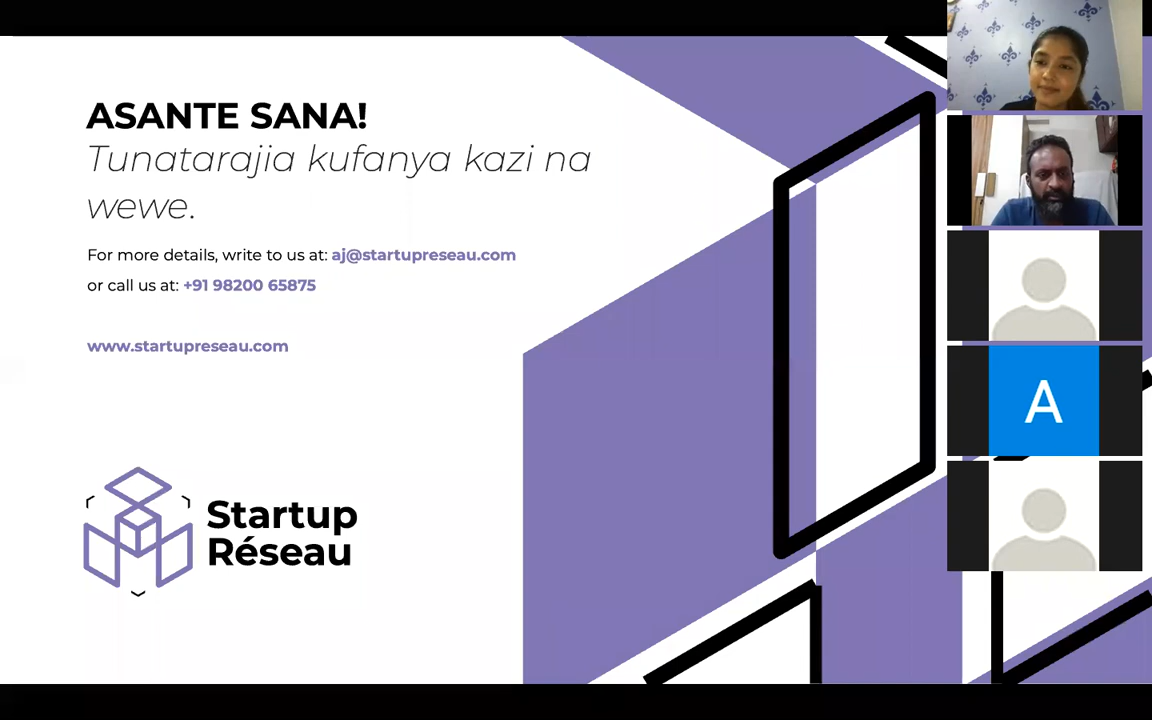 ASANTE SANA!
Tunatarajia kufanya kazi na
wewe.
For more details, write to us at: aj@startupreseau.com
or call us at: +91 98200 65875
www.startupreseau.com
Startup
Réseau
A